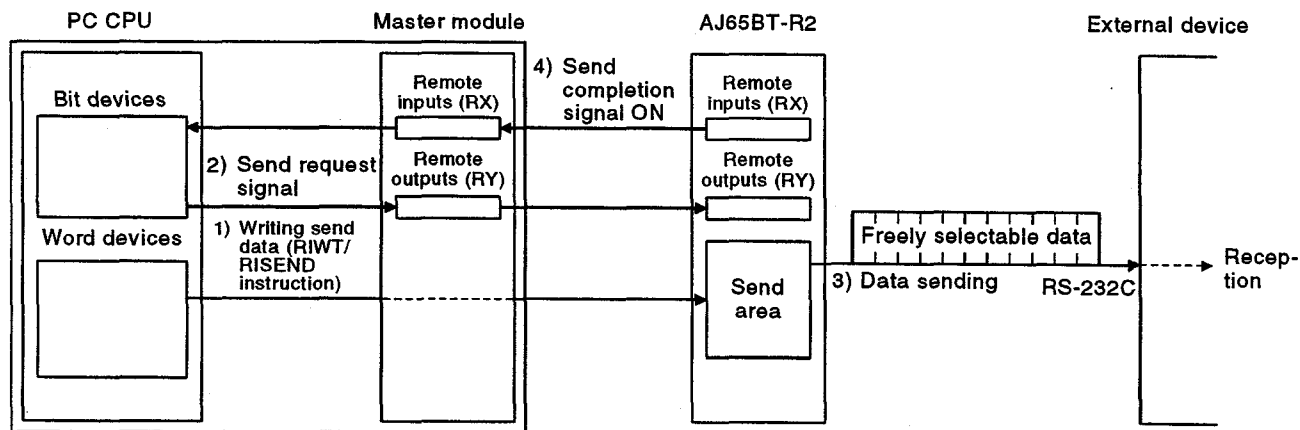 PC CPU
Master module
AJ65BT-R2
External device
Bit devices
Remote
inputs (RX)
4) Send
completion
signal ON
Remote
inputs (RX)
2) Send request
signal
Remote
outputs (RY)
Remote
outputs (RY)
Word devices
1) Writing send
data (RIWT/
RISEND
instruction)
Send
area
Freely selectable data
3) Data sending
RS-232C
Recep-
tion